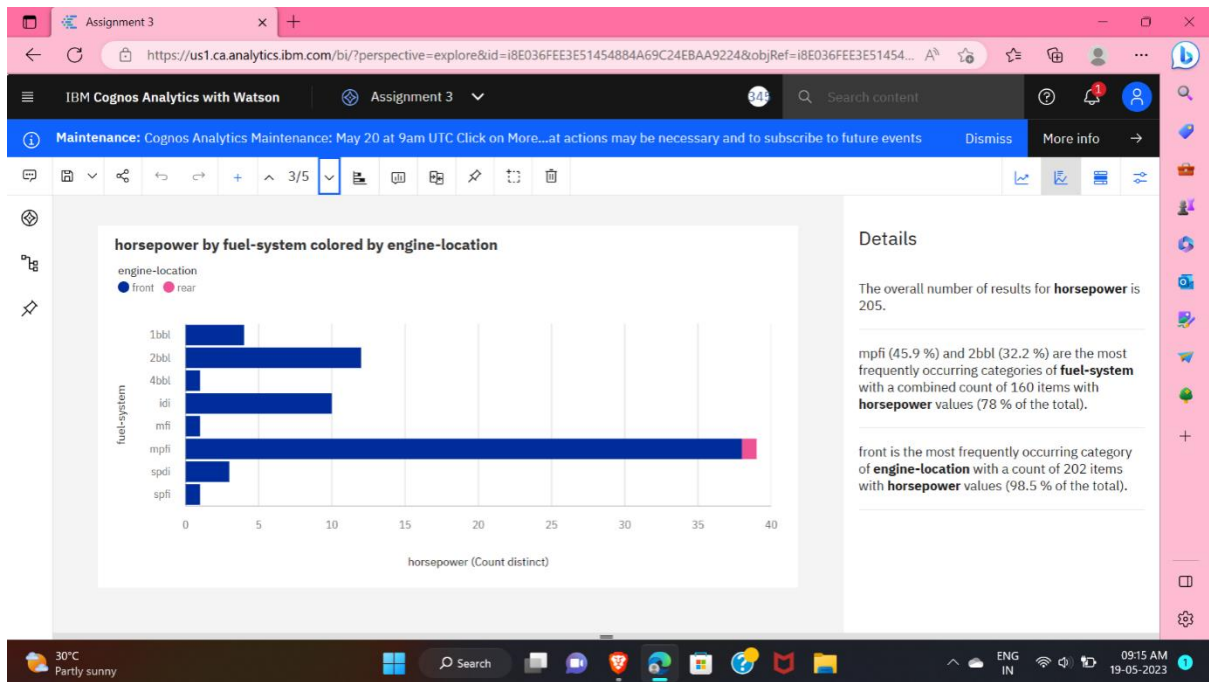 Assignment 3
https://us1.ca.analytics.ibm.com/bi/?perspective=explore&id=i8E036FEE3E51454884A69C24EBAA9224&objRef=i8E036FEE3E51454...
IBM Cognos Analytics with Watson
Assignment 3
345
Search content
1
Maintenance: Cognos Analytics Maintenance: May 20 at 9am UTC Click on More...at actions may be necessary and to subscribe to future events
Dismiss
More info
3/5
horsepower by fuel-system colored by engine-location
engine-location
front
rear
fuel-system
1bbl
2bbl
4bbl
idi
mfi
mpfi
spdi
spfi
0 5 10 15 20 25 30 35 40
horsepower (Count distinct)
Details
The overall number of results for horsepower is
205.
mpfi (45.9 %) and 2bbl (32.2 %) are the most
frequently occurring categories of fuel-system
with a combined count of 160 items with
horsepower values (78 % of the total).
front is the most frequently occurring category
of engine-location with a count of 202 items
with horsepower values (98.5 % of the total).
30°C
Partly sunny
Search
ENG
IN
09:15 AM
19-05-2023
1